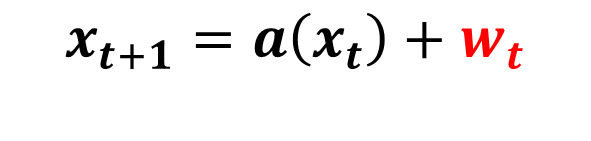 x_{t+1} = a(x_t) + w_t